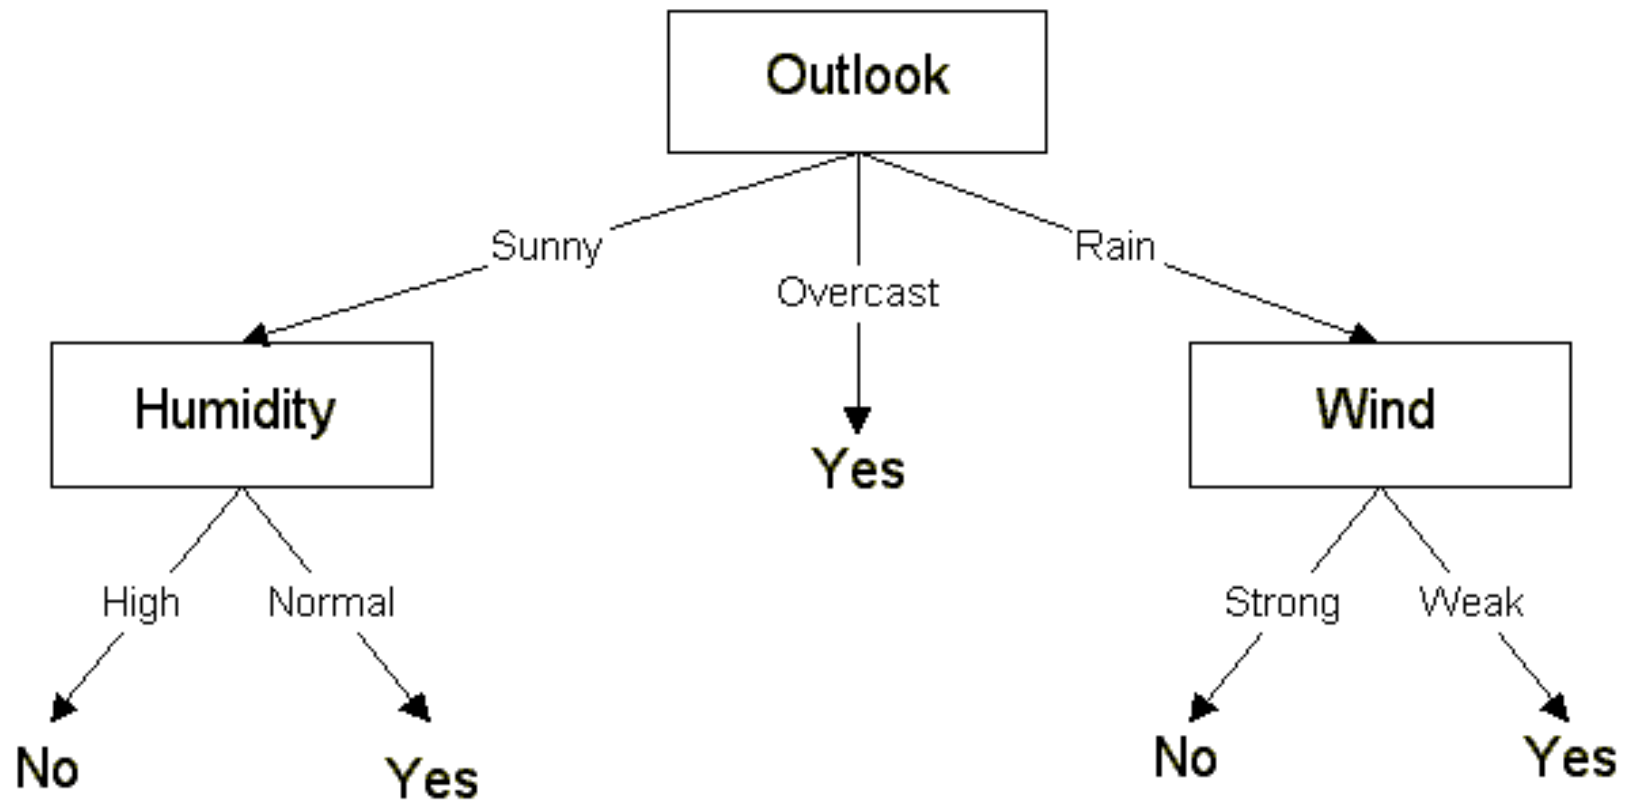 Outlook
Sunny
Overcast
Rain
Humidity
Yes
Wind
High
Normal
Strong
Weak
No
Yes
No
Yes